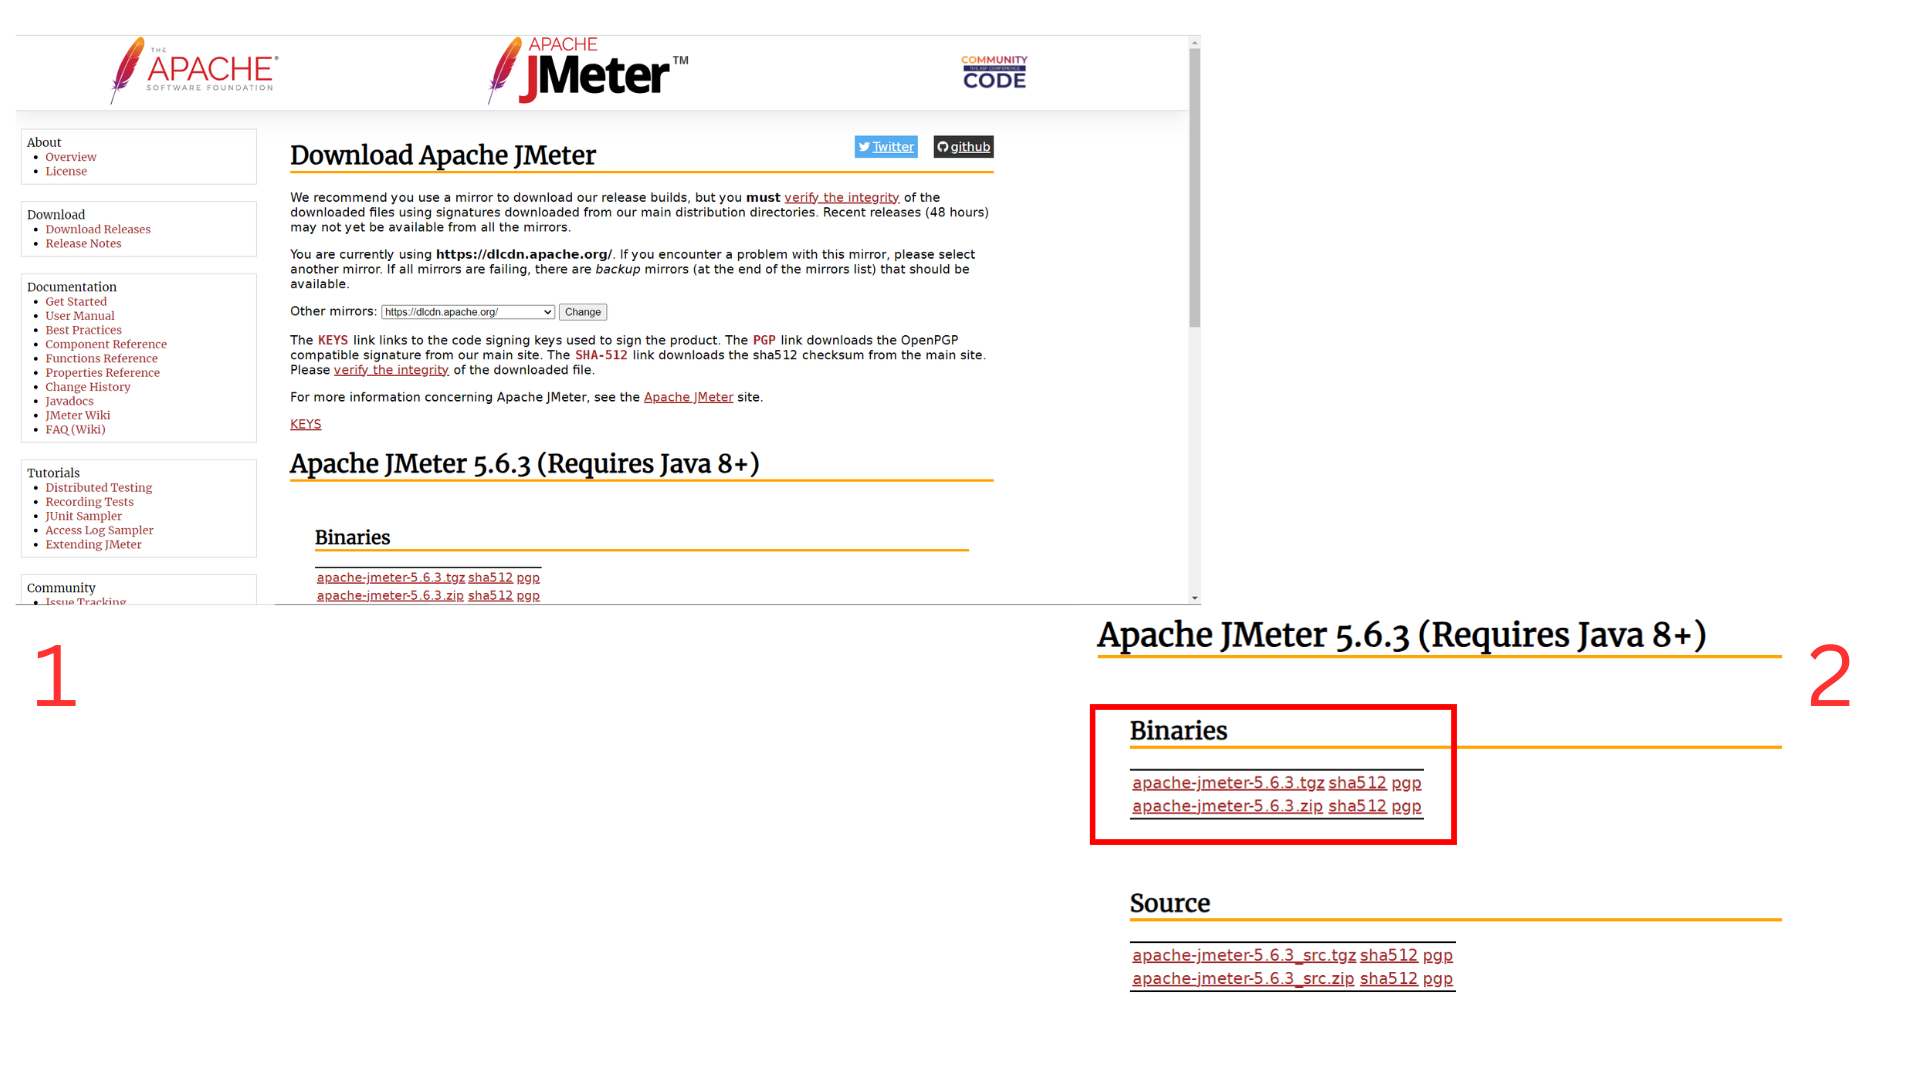 THE
APACHE®
SOFTWARE FOUNDATION
APACHE
JMeter™
COMMUNITY
THE ASF CONFERENCE
CODE
About
Overview
License
Download
Download Releases
Release Notes
Documentation
Get Started
User Manual
Best Practices
Component Reference
Functions Reference
Properties Reference
Change History
Javadocs
JMeter Wiki
FAQ (Wiki)
Tutorials
Distributed Testing
Recording Tests
JUnit Sampler
Access Log Sampler
Extending JMeter
Community
Issue Tracking
Twitter
github
Download Apache JMeter
We recommend you use a mirror to download our release builds, but you must verify the integrity of the
downloaded files using signatures downloaded from our main distribution directories. Recent releases (48 hours)
may not yet be available from all the mirrors.
You are currently using https://dlcdn.apache.org/. If you encounter a problem with this mirror, please select
another mirror. If all mirrors are failing, there are backup mirrors (at the end of the mirrors list) that should be
available.
Other mirrors: https://dlcdn.apache.org/ Change
The KEYS link links to the code signing keys used to sign the product. The PGP link downloads the OpenPGP
compatible signature from our main site. The SHA-512 link downloads the sha512 checksum from the main site.
Please verify the integrity of the downloaded file.
For more information concerning Apache JMeter, see the Apache JMeter site.
KEYS
Apache JMeter 5.6.3 (Requires Java 8+)
Binaries
apache-jmeter-5.6.3.tgz sha512 pgp
apache-jmeter-5.6.3.zip sha512 pgp
1
Apache JMeter 5.6.3 (Requires Java 8+)
2
Binaries
apache-jmeter-5.6.3.tgz sha512 pgp
apache-jmeter-5.6.3.zip sha512 pgp
Source
apache-jmeter-5.6.3_src.tgz sha512 pgp
apache-jmeter-5.6.3_src.zip sha512 pgp